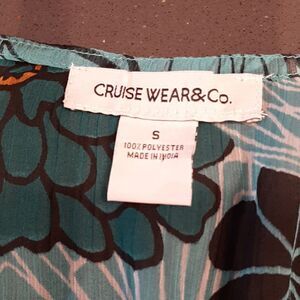 CRUISE WEAR&Co.
S
100% POLYESTER
MADE IN INDIA